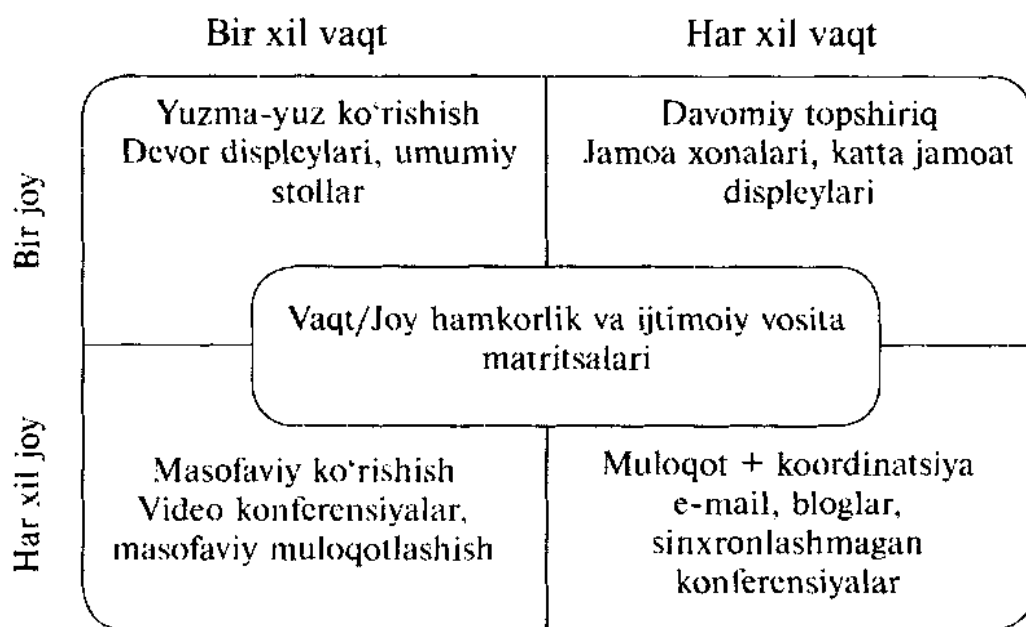 Bir xil vaqt
Har xil vaqt
Bir joy
Yuzma-yuz ko‘rishish
Devor displeylari, umumiy
stollar
Davomiy topshiriq
Jamoa xonalari, katta jamoat
displeylari
Vaqt/Joy hamkorlik va ijtimoiy vosita
matritsalari
Har xil joy
Masofaviy ko‘rishish
Video konferensiyalar,
masofaviy muloqotlashish
Muloqot + koordinatsiya
e-mail, bloglar,
sinxronlashmagan
konferensiyalar